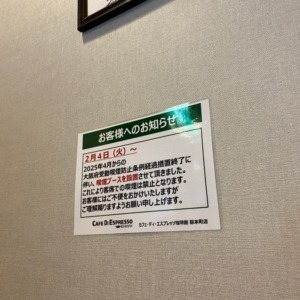 お客様へのお知らせ
2月4日（火）～
2025年4月からの
大阪府受動喫煙防止条例経過措置終了に
伴い、喫煙ブースを設置させて頂きました。
これにより客席での喫煙は禁止となります。
お客様にはご不便をおかけいたしますが
ご理解賜りますようお願い申し上げます。
CAFE DI ESPRESSO
カフェ・ディ・エスプレッソ珈琲館 堺本町店